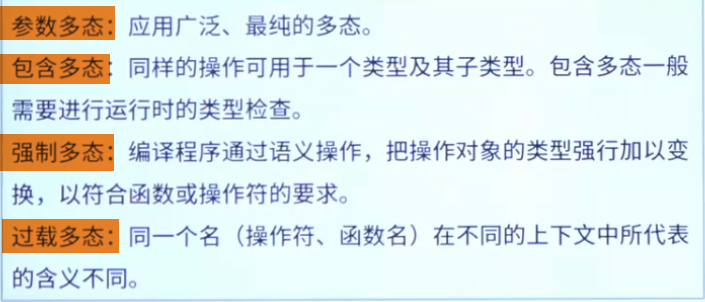 参数多态：应用广泛、最纯的多态。
包含多态：同样的操作可用于一个类型及其子类型。包含多态一般
需要进行运行时的类型检查。
强制多态：编译程序通过语义操作，把操作对象的类型强行加以变
换，以符合函数或操作符的要求。
过载多态：同一个名（操作符、函数名）在不同的上下文中所代表
的含义不同。